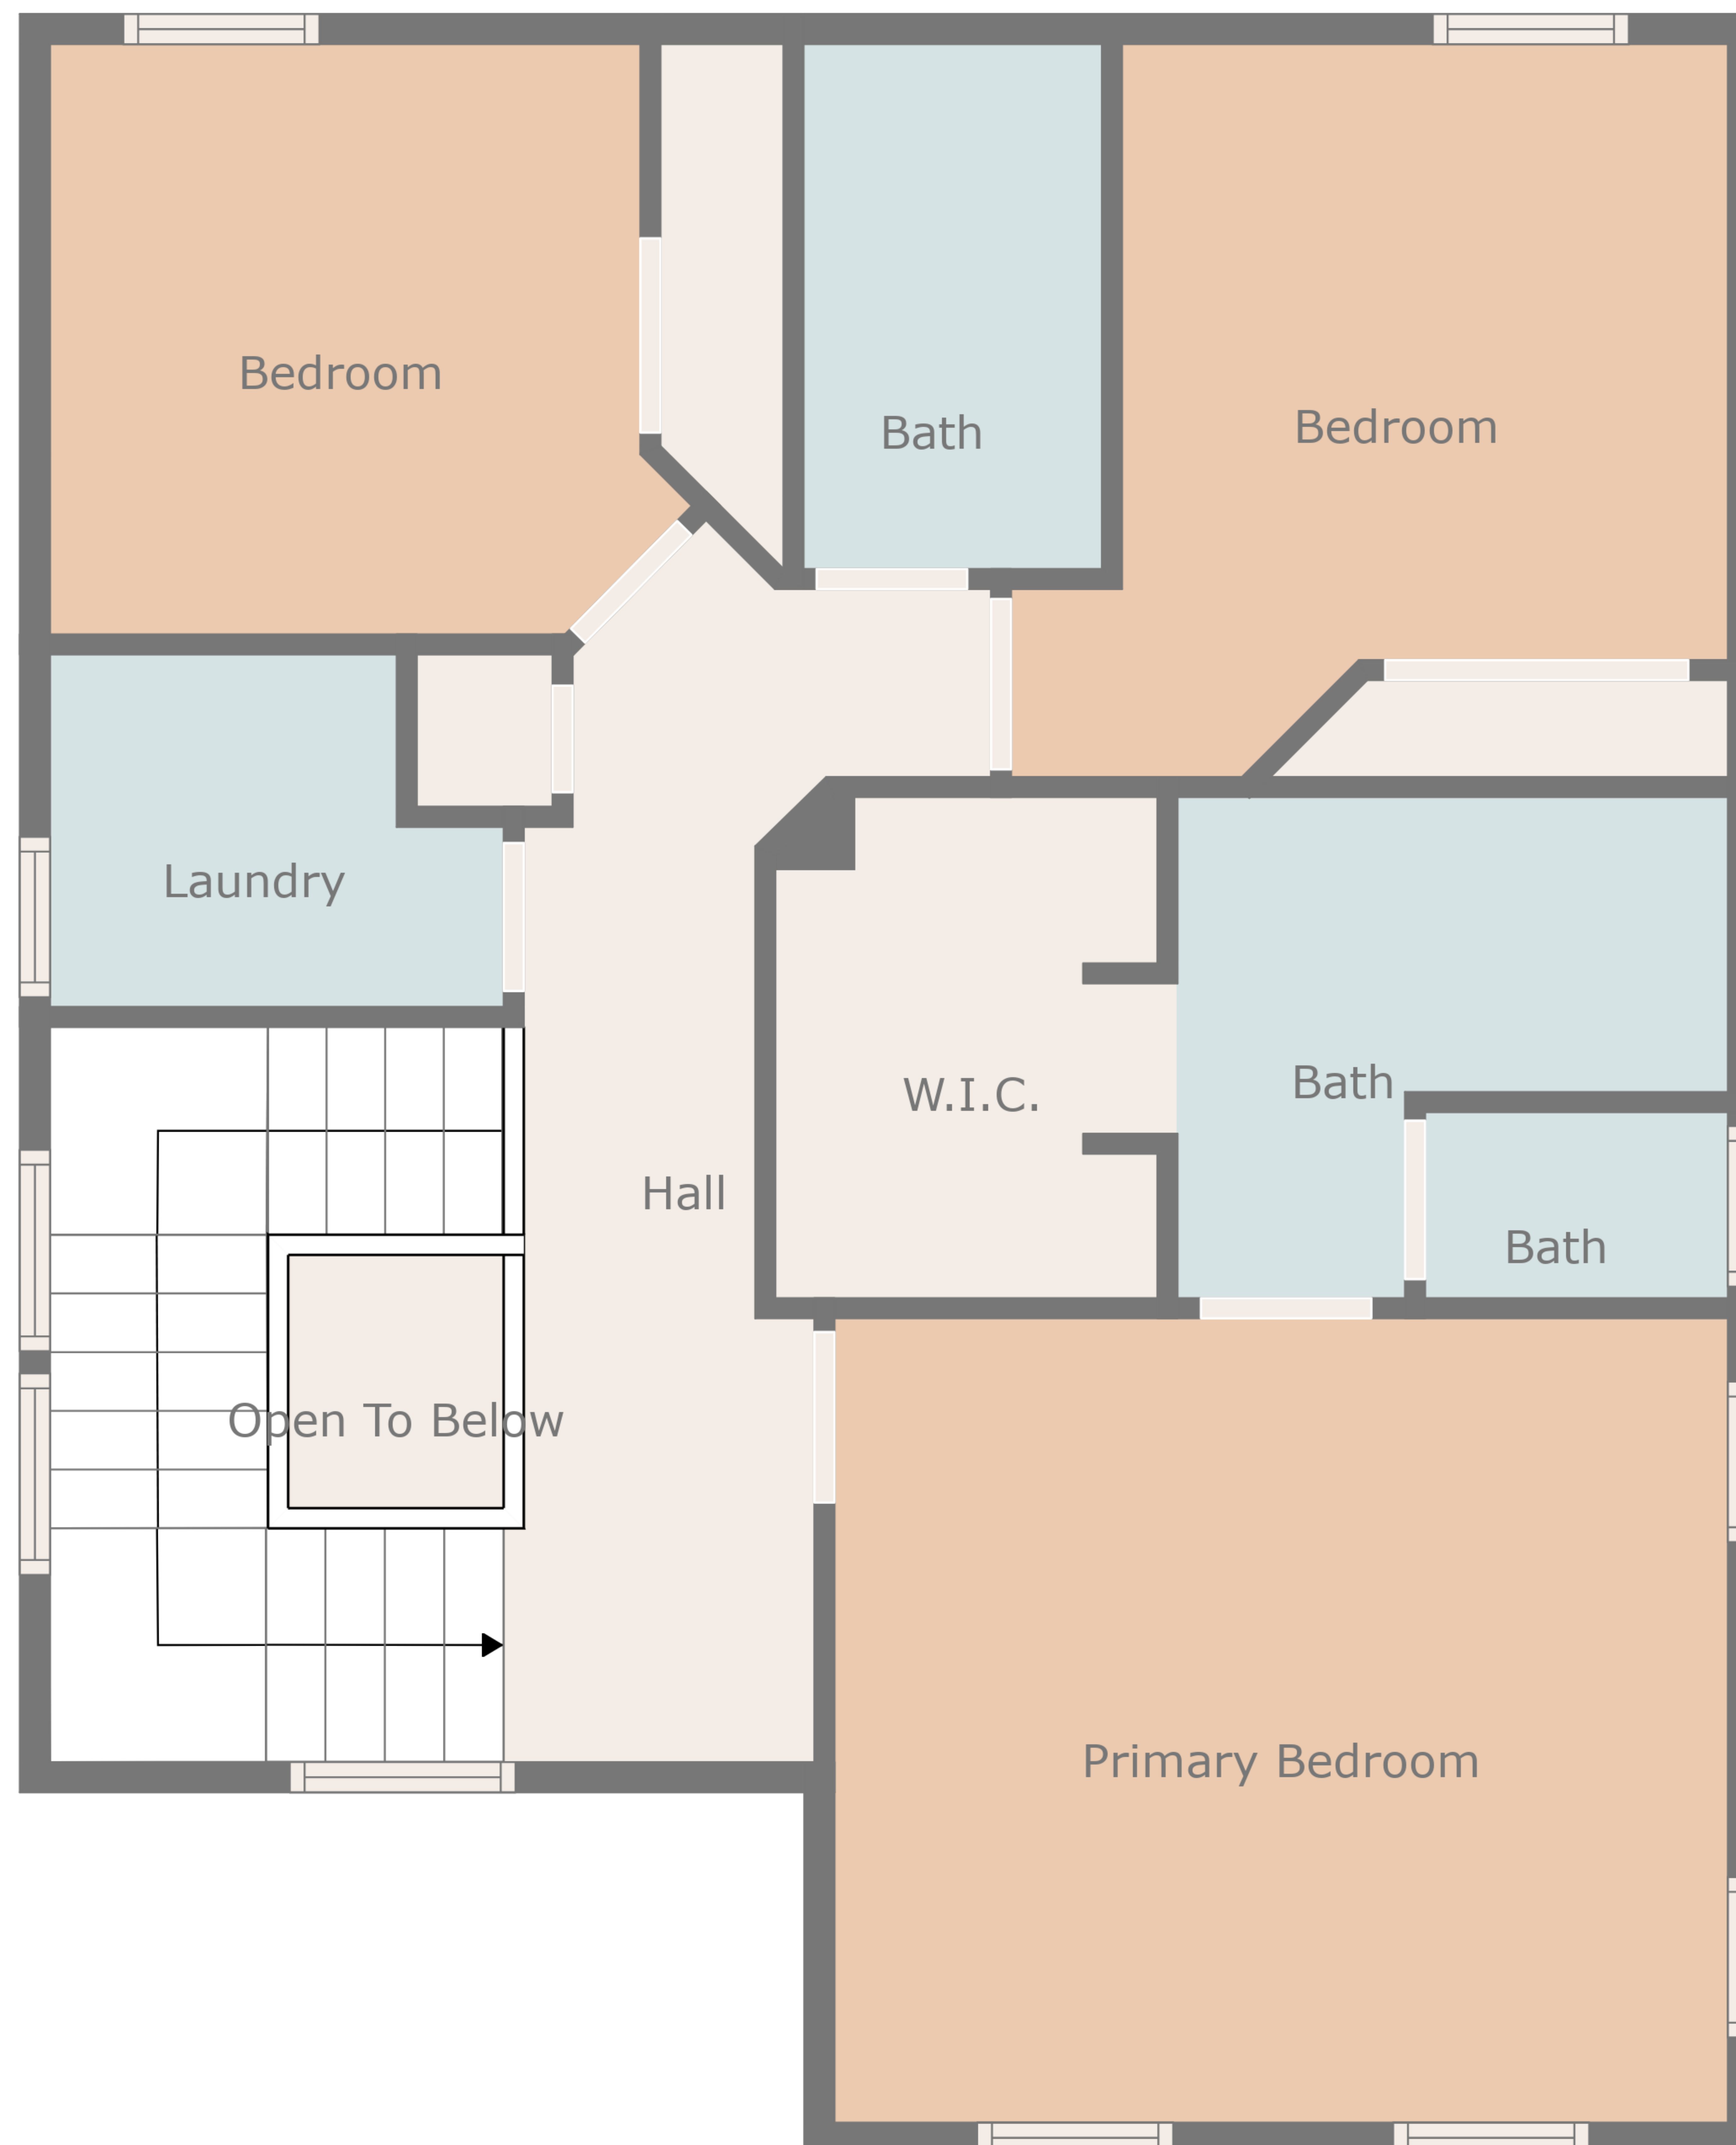 Bedroom
Bath
Bedroom
Laundry
Bath
W.I.C.
Hall
Bath
Open To Below
Primary Bedroom